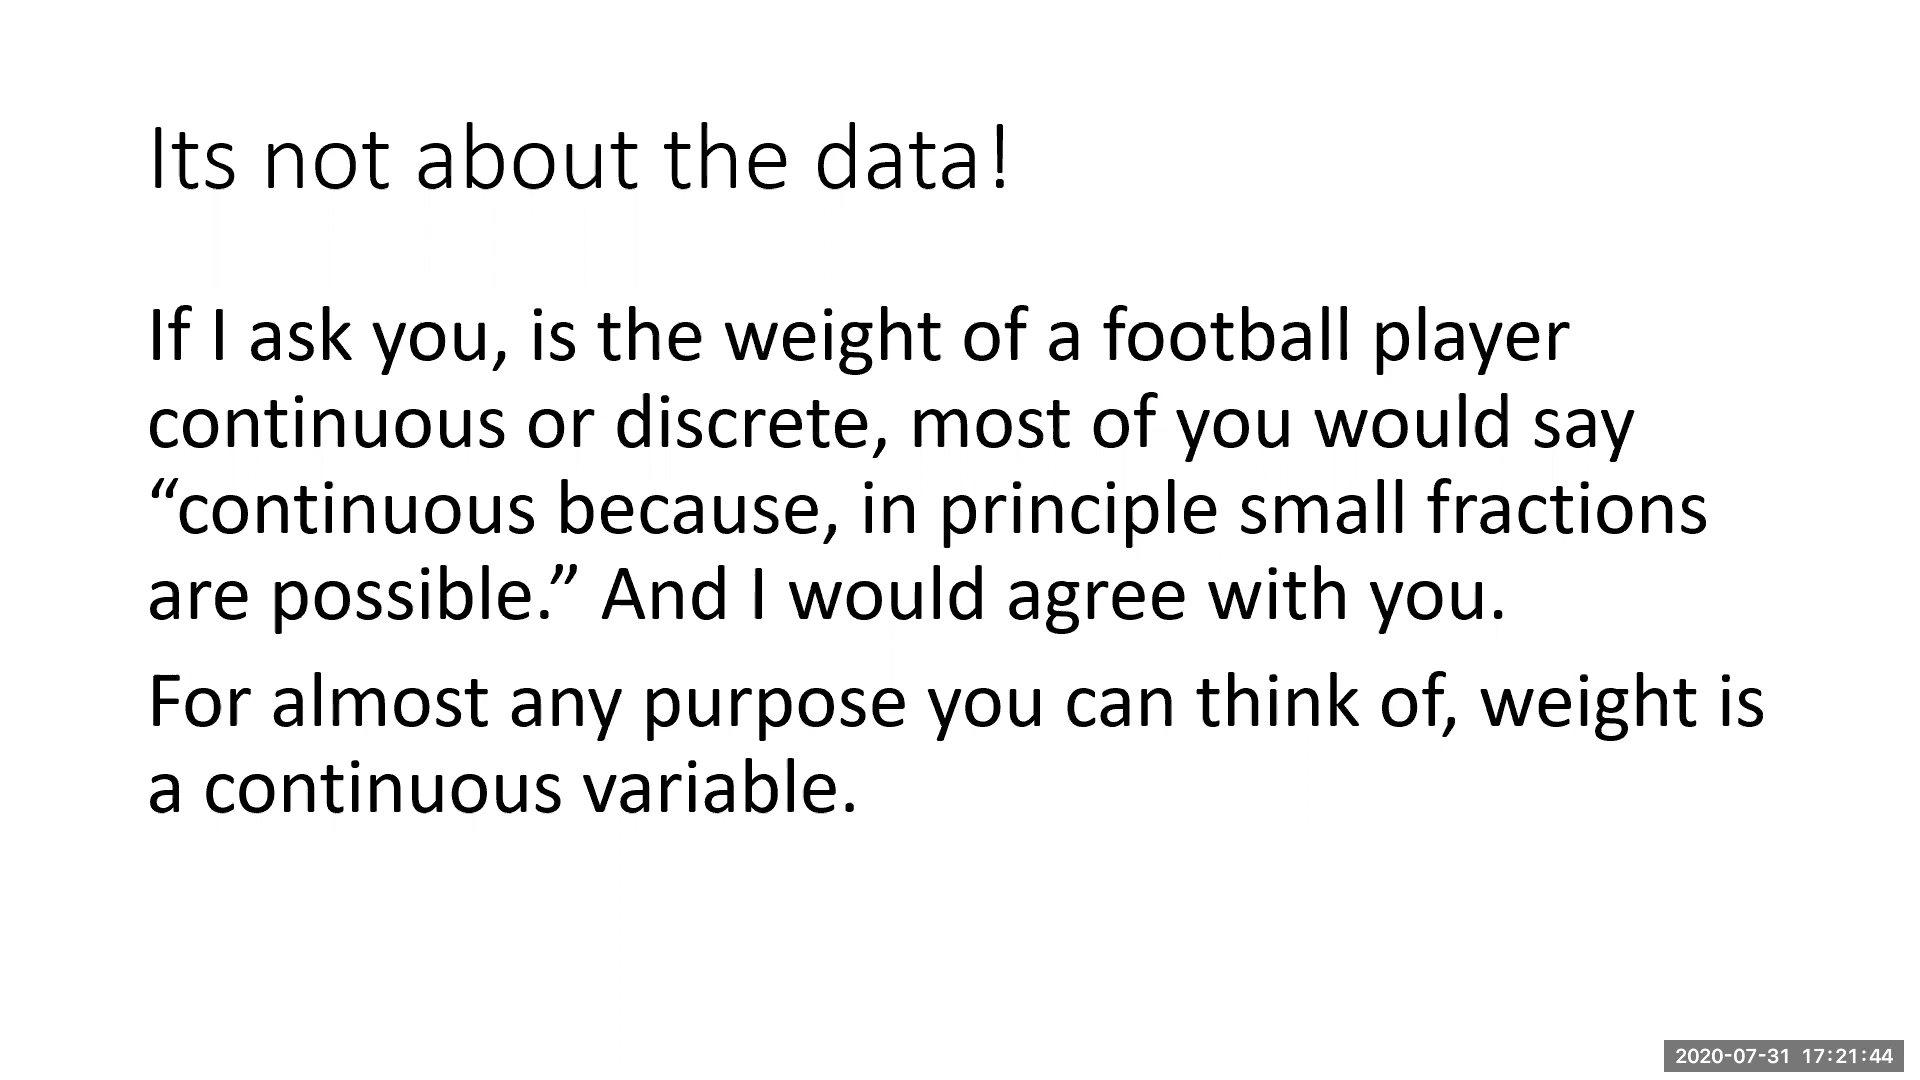 Its not about the data!
If I ask you, is the weight of a football player
continuous or discrete, most of you would say
“continuous because, in principle small fractions
are possible.” And I would agree with you.
For almost any purpose you can think of, weight is
a continuous variable.
2020-07-31 17:21:44